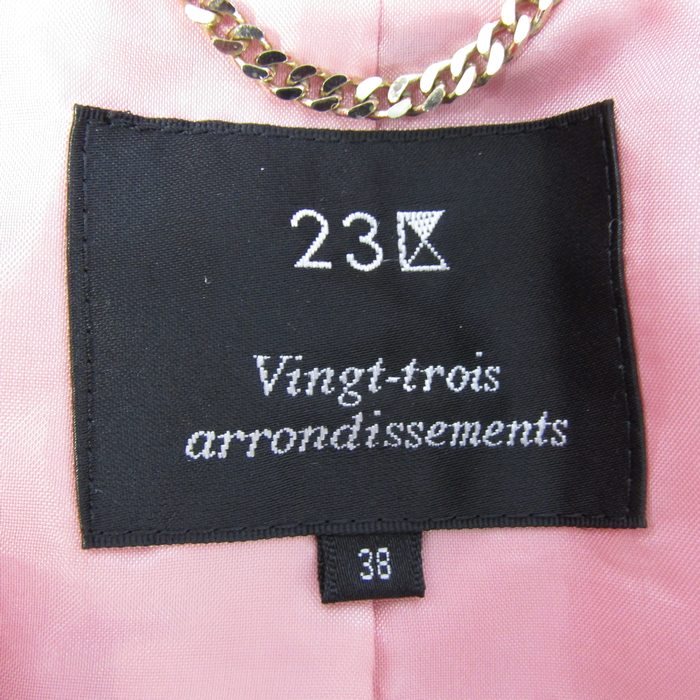 23区
Vingt-trois
arrondissements
38